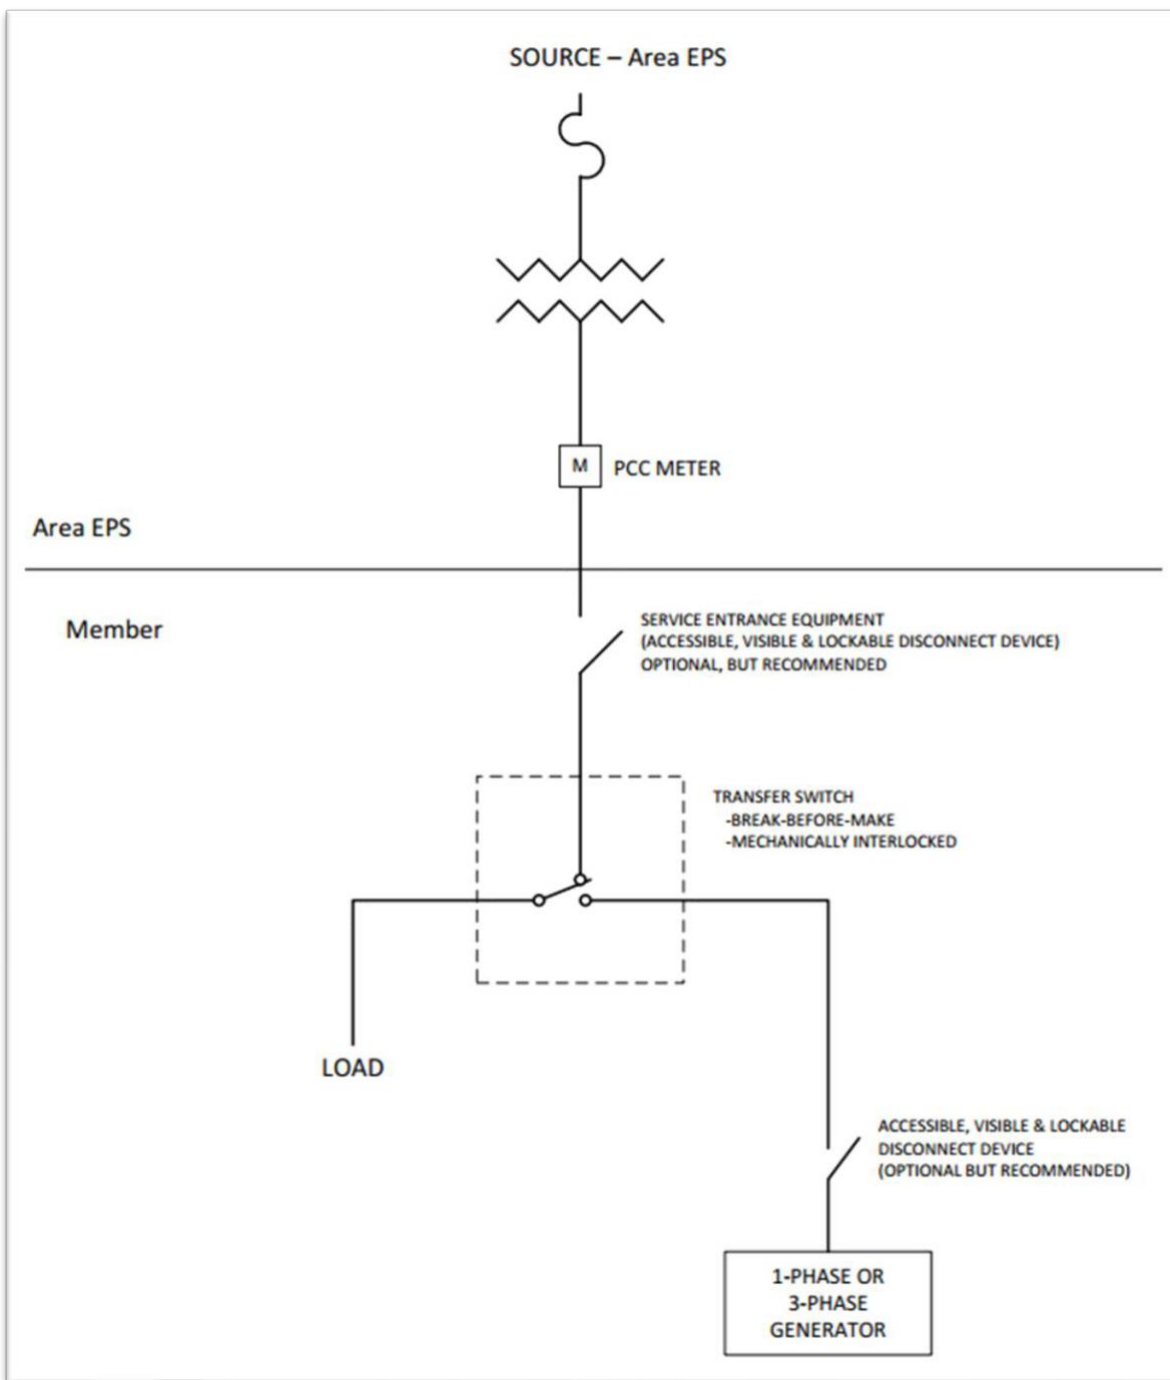 SOURCE – Area EPS
M
PCC METER
Area EPS
Member
SERVICE ENTRANCE EQUIPMENT
(ACCESSIBLE, VISIBLE & LOCKABLE DISCONNECT DEVICE)
OPTIONAL, BUT RECOMMENDED
TRANSFER SWITCH
-BREAK-BEFORE-MAKE
-MECHANICALLY INTERLOCKED
LOAD
ACCESSIBLE, VISIBLE & LOCKABLE
DISCONNECT DEVICE
(OPTIONAL BUT RECOMMENDED)
1-PHASE OR
3-PHASE
GENERATOR